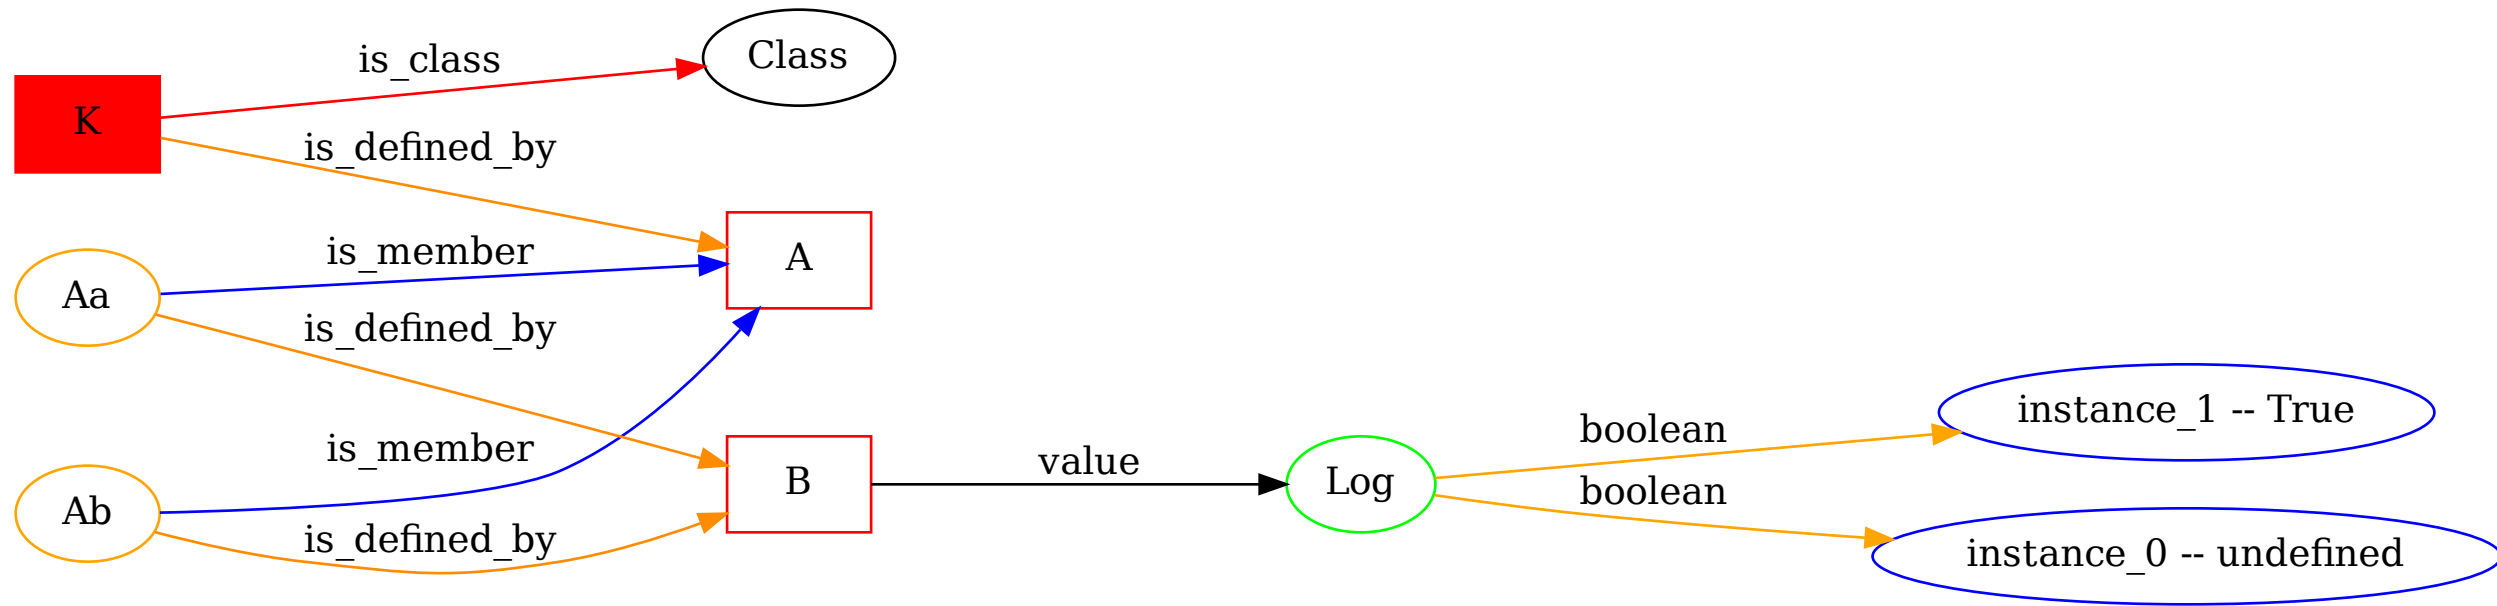 is_class
Class
K
is_defined_by
is_member
A
Aa
is_defined_by
instance_1 -- True
boolean
is_member
value
B
Log
boolean
Ab
is_defined_by
instance_0 -- undefined